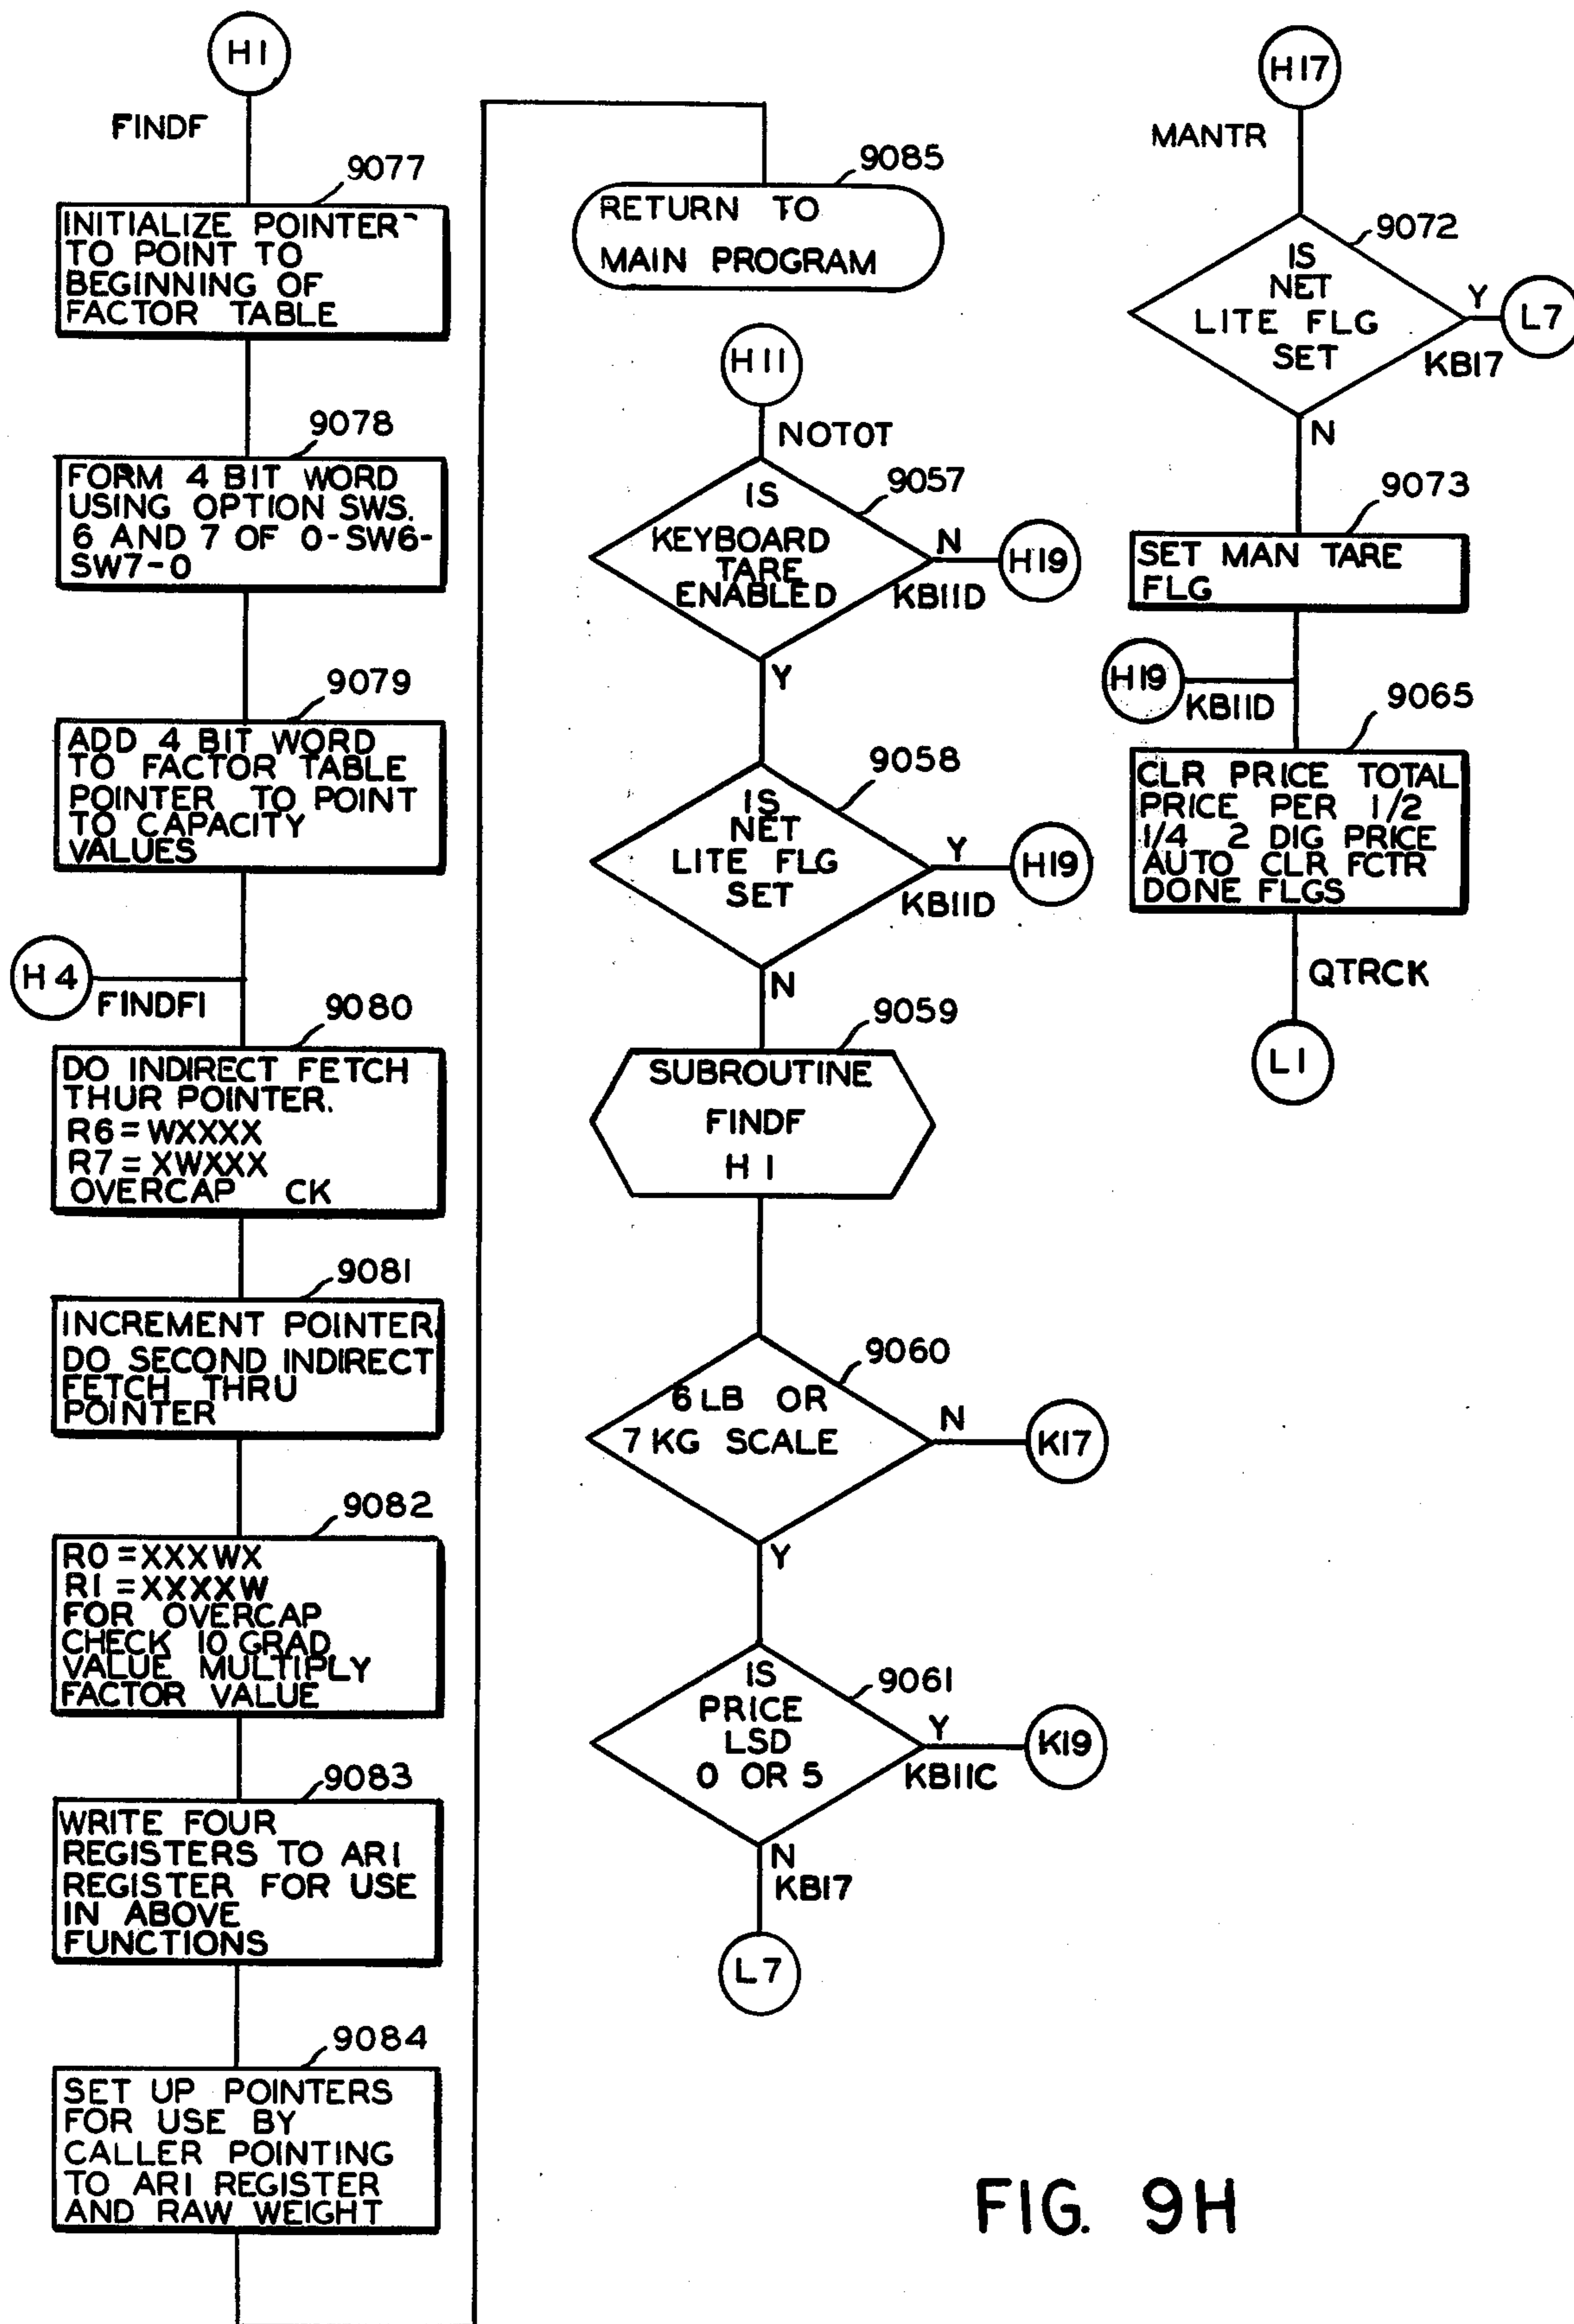 H1
FINDF
9077
INITIALIZE POINTER
TO POINT TO
BEGINNING OF
FACTOR TABLE
9078
FORM 4 BIT WORD
USING OPTION SWS.
6 AND 7 OF 0-SW6-
SW7-0
9079
ADD 4 BIT WORD
TO FACTOR TABLE
POINTER TO POINT
TO CAPACITY
VALUES
H4
FINDF1
9080
DO INDIRECT FETCH
THUR POINTER.
R6=WXXXX
R7=XWXXX
OVERCAP CK
9081
INCREMENT POINTER.
DO SECOND INDIRECT
FETCH THRU
POINTER
9082
R0=XXXWX
R1=XXXXW
FOR OVERCAP
CHECK 10 GRAD
VALUE MULTIPLY
FACTOR VALUE
9083
WRITE FOUR
REGISTERS TO AR1
REGISTER FOR USE
IN ABOVE
FUNCTIONS
9084
SET UP POINTERS
FOR USE BY
CALLER POINTING
TO AR1 REGISTER
AND RAW WEIGHT
9085
RETURN TO
MAIN PROGRAM
H11
NOTOT
9057
IS
KEYBOARD
TARE
ENABLED
N
H19
KB11D
Y
9058
IS
NET
LITE FLG
SET
Y
H19
KB11D
N
9059
SUBROUTINE
FINDF
H1
9060
6 LB OR
7 KG SCALE
N
K17
Y
9061
IS
PRICE
LSD
0 OR 5
Y
K19
KB11C
N
KB17
L7
H17
MANTR
9072
IS
NET
LITE FLG
SET
Y
L7
KB17
N
9073
SET MAN TARE
FLG
H19
KB11D
9065
CLR PRICE TOTAL
PRICE PER 1/2
1/4 2 DIG PRICE
AUTO CLR FCTR
DONE FLGS
QTRCK
L1
FIG. 9H